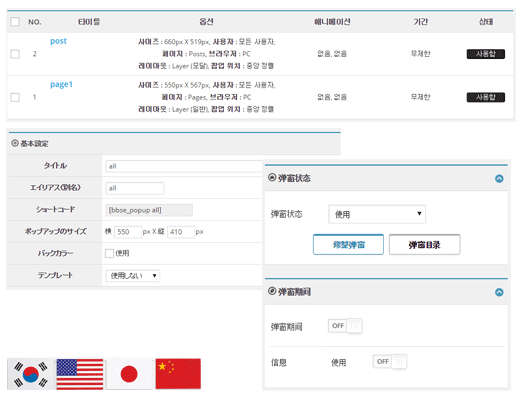 NO. 타이틀 옵션 애니메이션 기간 상태
2 post 사이즈 : 660px X 519px, 사용자 : 모든 사용자,
페이지 : Posts, 브라우저 : PC
레이아웃 : Layer (모달), 팝업 위치 : 중앙 정렬
없음, 없음 무제한 사용함
1 page1 사이즈 : 550px X 567px, 사용자 : 모든 사용자,
페이지 : Pages, 브라우저 : PC
레이아웃 : Layer (일반), 팝업 위치 : 중앙 정렬
없음, 없음 무제한 사용함
基本設定
タイトル all
エイリアス(別名) all
ショートコード [bbse_popup all]
ポップアップのサイズ 横 550 px X 縦 410 px
バックカラー 使用
テンプレート 使用しない
弹窗状态
弹窗状态 使用
修整弹窗 弹窗目录
弹窗期间
弹窗期间 OFF
信息 使用 OFF